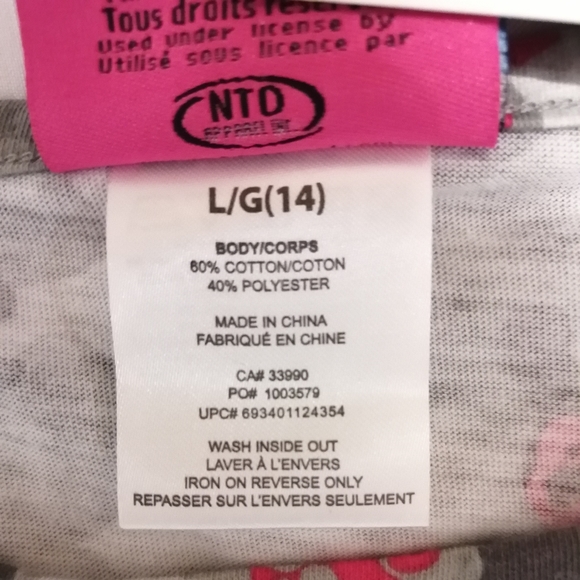 Tous droits
Used under license by
Utilisé sous licence par
NTD
APPAREL INC
L/G(14)
BODY/CORPS
60% COTTON/COTON
40% POLYESTER
MADE IN CHINA
FABRIQUÉ EN CHINE
CA# 33990
PO# 1003579
UPC# 693401124354
WASH INSIDE OUT
LAVER À L'ENVERS
IRON ON REVERSE ONLY
REPASSER SUR L'ENVERS SEULEMENT